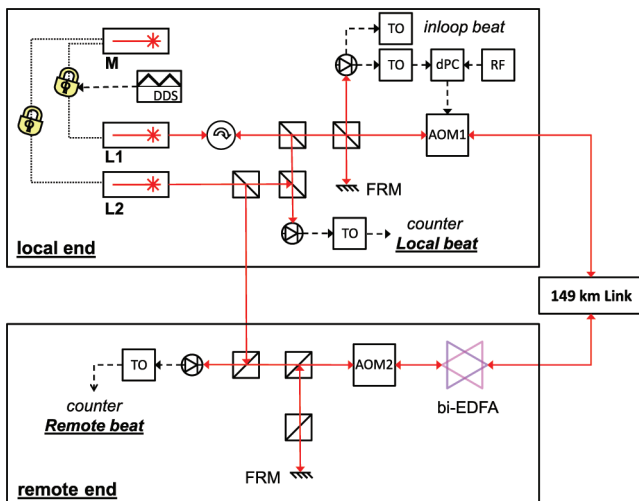 TO
inloop beat
M
TO
dPC
RF
DDS
AOM1
L1
L2
FRM
TO
counter
Local beat
local end
149 km Link
TO
AOM2
counter
Remote beat
bi-EDFA
FRM
remote end